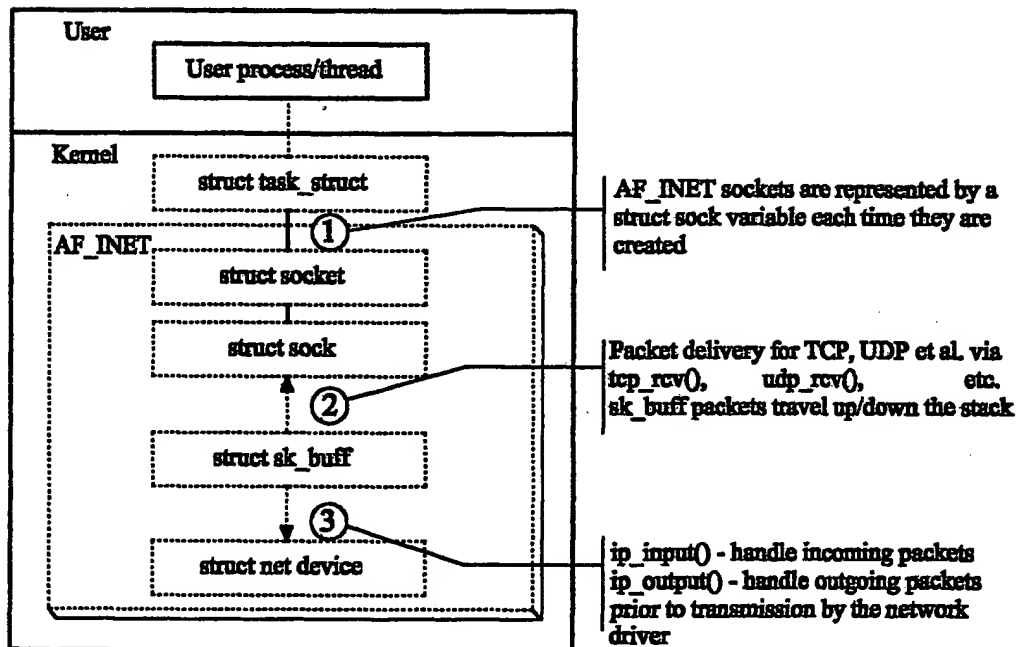 User
User process/thread
Kernel
struct task_struct
1
AF_INET
struct socket
struct sock
2
struct sk_buff
3
struct net device
AF_INET sockets are represented by a
struct sock variable each time they are
created
Packet delivery for TCP, UDP et al. via
tcp_rcv(), udp_rcv(), etc.
sk_buff packets travel up/down the stack
ip_input() - handle incoming packets
ip_output() - handle outgoing packets
prior to transmission by the network
driver